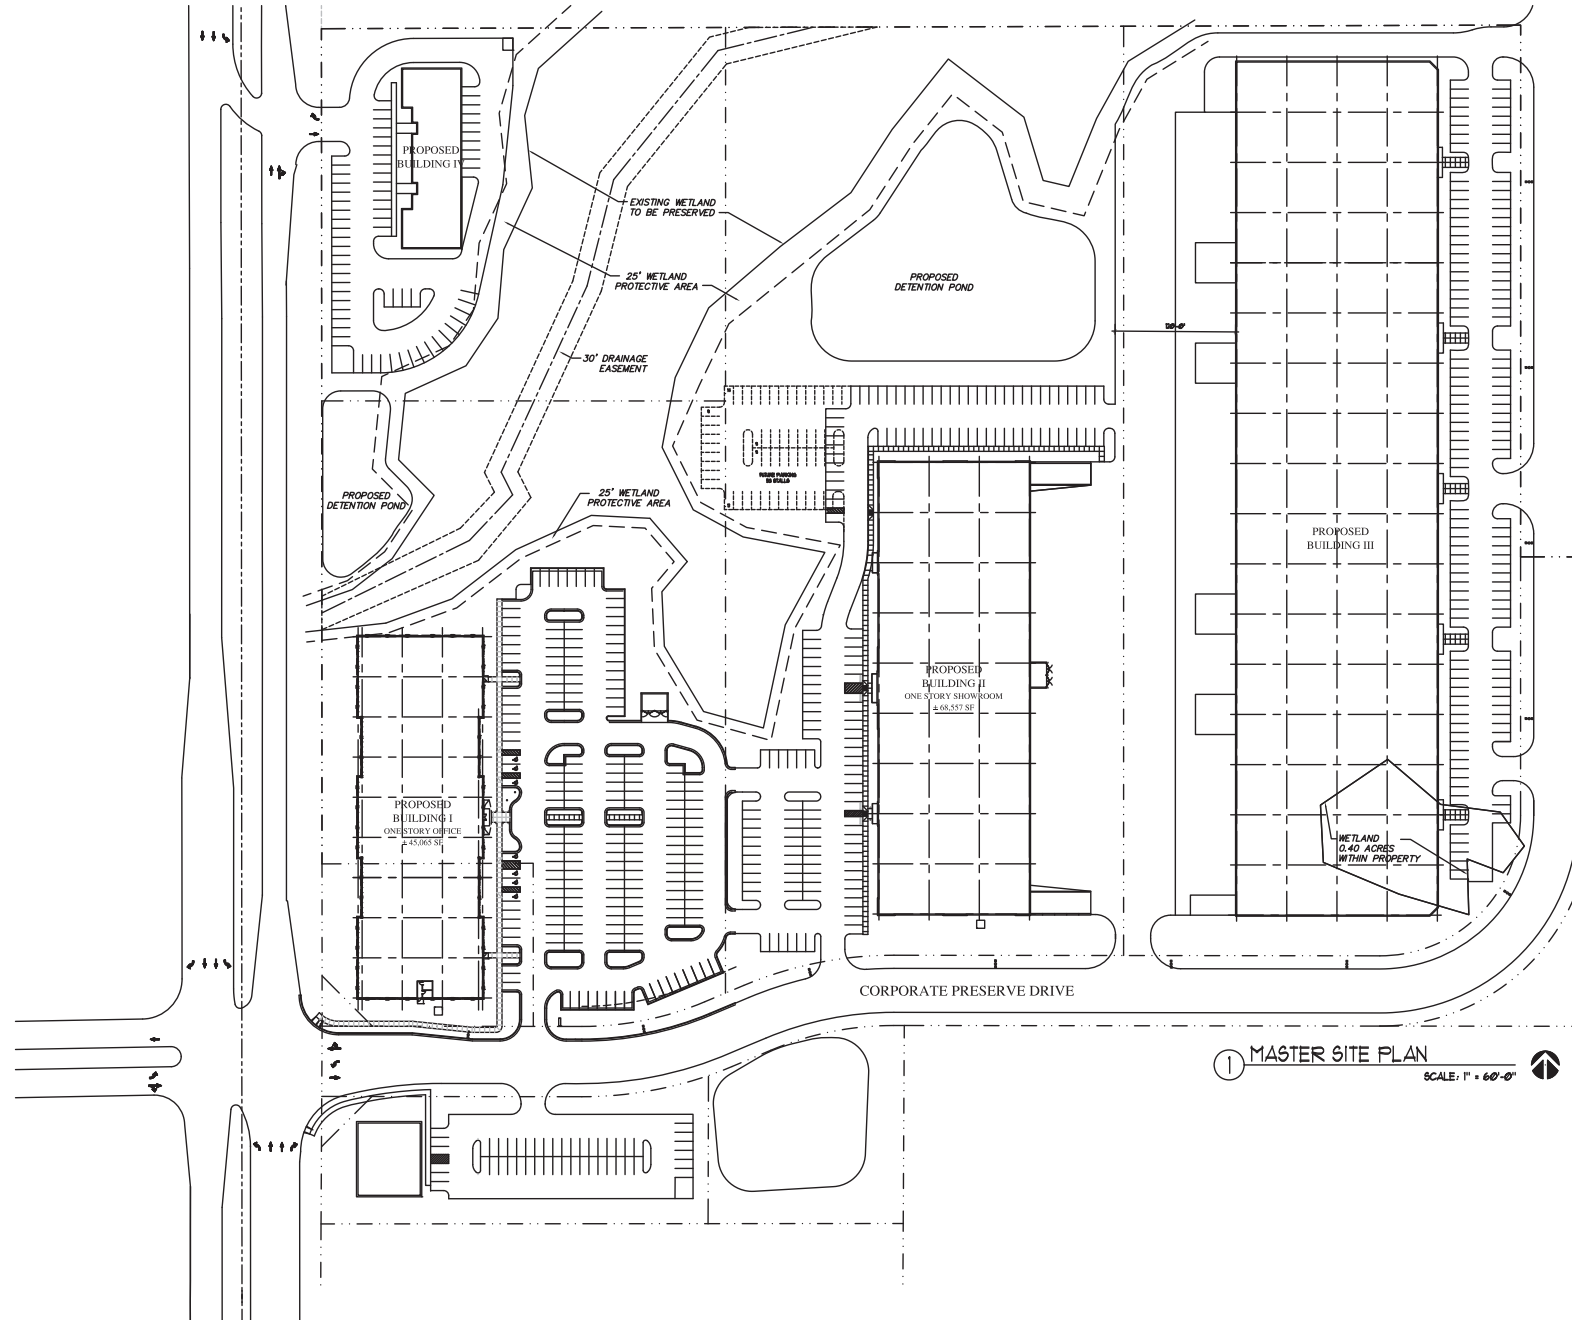 PROPOSED
BUILDING IV
EXISTING WETLAND
TO BE PRESERVED
25' WETLAND
PROTECTIVE AREA
PROPOSED
DETENTION POND
30' DRAINAGE
EASEMENT
PROPOSED
DETENTION POND
25' WETLAND
PROTECTIVE AREA
FUTURE PARKING
PROPOSED
BUILDING III
PROPOSED
BUILDING II
ONE STORY SHOWROOM
± 68,557 SF
PROPOSED
BUILDING I
ONE STORY OFFICE
± 45,065 SF
WETLAND
0.40 ACRES
WITHIN PROPERTY
CORPORATE PRESERVE DRIVE
1
MASTER SITE PLAN
SCALE: 1" = 60'-0"